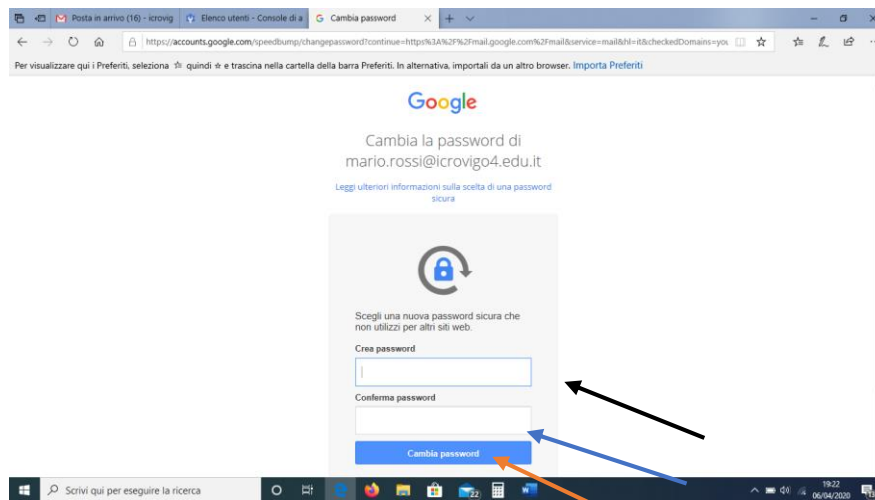 Posta in arrivo (16) - icrovig
Elenco utenti - Console di a
Cambia password
https://accounts.google.com/speedbump/changepassword?continue=https%3A%2F%2Fmail.google.com%2Fmail&service=mail&hl=it&checkedDomains=you
Per visualizzare qui i Preferiti, seleziona quindi e trascina nella cartella della barra Preferiti. In alternativa, importali da un altro browser. Importa Preferiti
Google
Cambia la password di
mario.rossi@icrovigo4.edu.it
Leggi ulteriori informazioni sulla scelta di una password
sicura
Scegli una nuova password sicura che
non utilizzi per altri siti web.
Crea password
Conferma password
Cambia password
Scrivi qui per eseguire la ricerca
22
19:22
06/04/2020